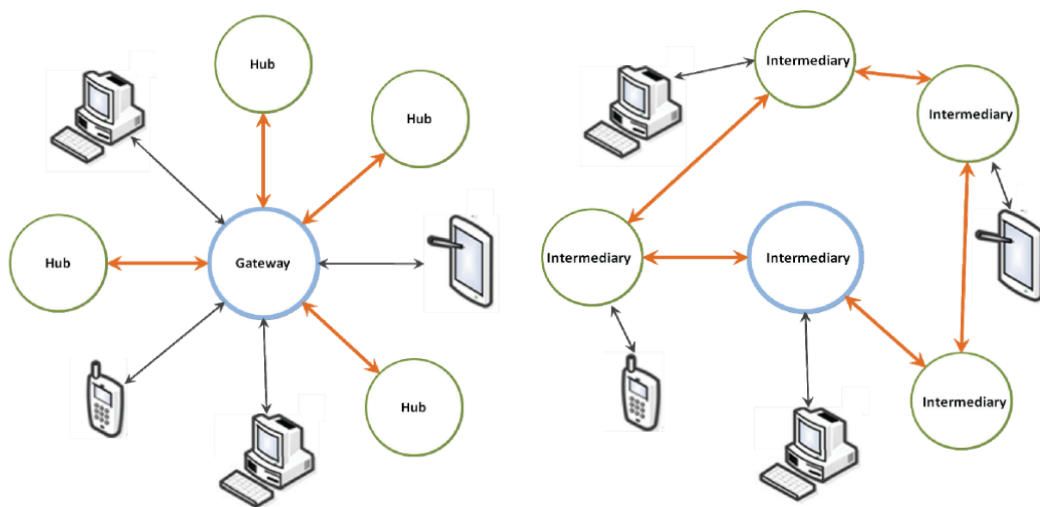 Hub
Hub
Hub
Gateway
Hub
Intermediary
Intermediary
Intermediary
Intermediary
Intermediary